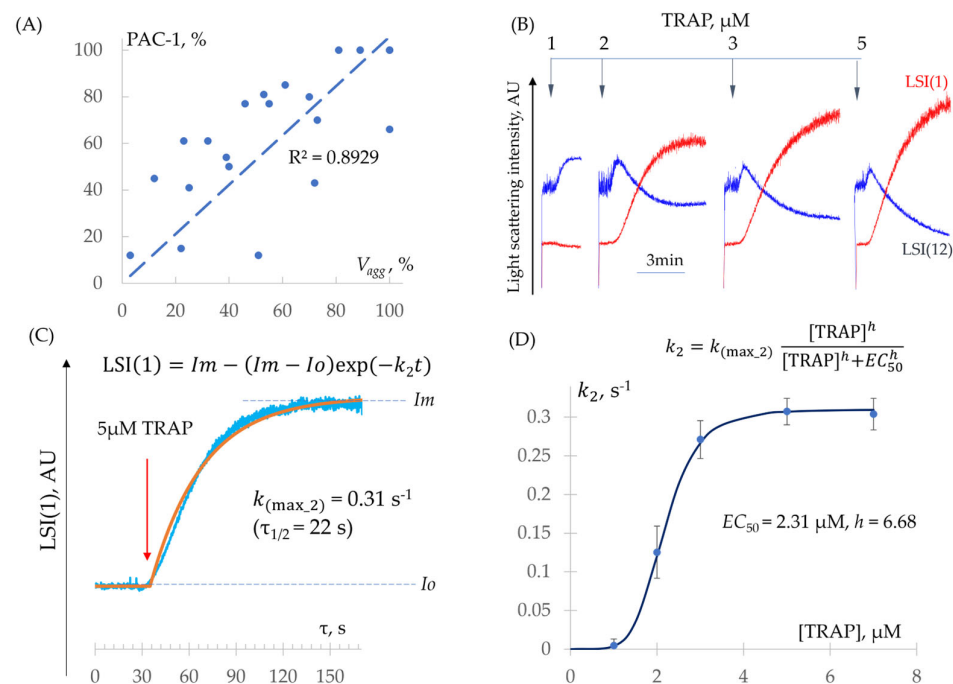 (A)
PAC-1, %
100
80
60
40
20
0
R² = 0.8929
V_agg, %
0 20 40 60 80 100
(B)
TRAP, μM
1 2 3 5
Light scattering intensity, AU
LSI(1)
LSI(12)
3min
(C)
LSI(1) = Im − (Im − Io)exp(−k₂t)
Im
5μM TRAP
LSI(1), AU
k(max_2) = 0.31 s⁻¹
(τ1/2 = 22 s)
Io
τ, s
0 30 60 90 120 150
(D)
k₂ = k(max_2) [TRAP]^h / [TRAP]^h + EC₅₀^h
k₂, s⁻¹
0.3
0.25
0.2
0.15
0.1
0.05
0
EC₅₀ = 2.31 μM, h = 6.68
[TRAP], μM
0 2 4 6 8